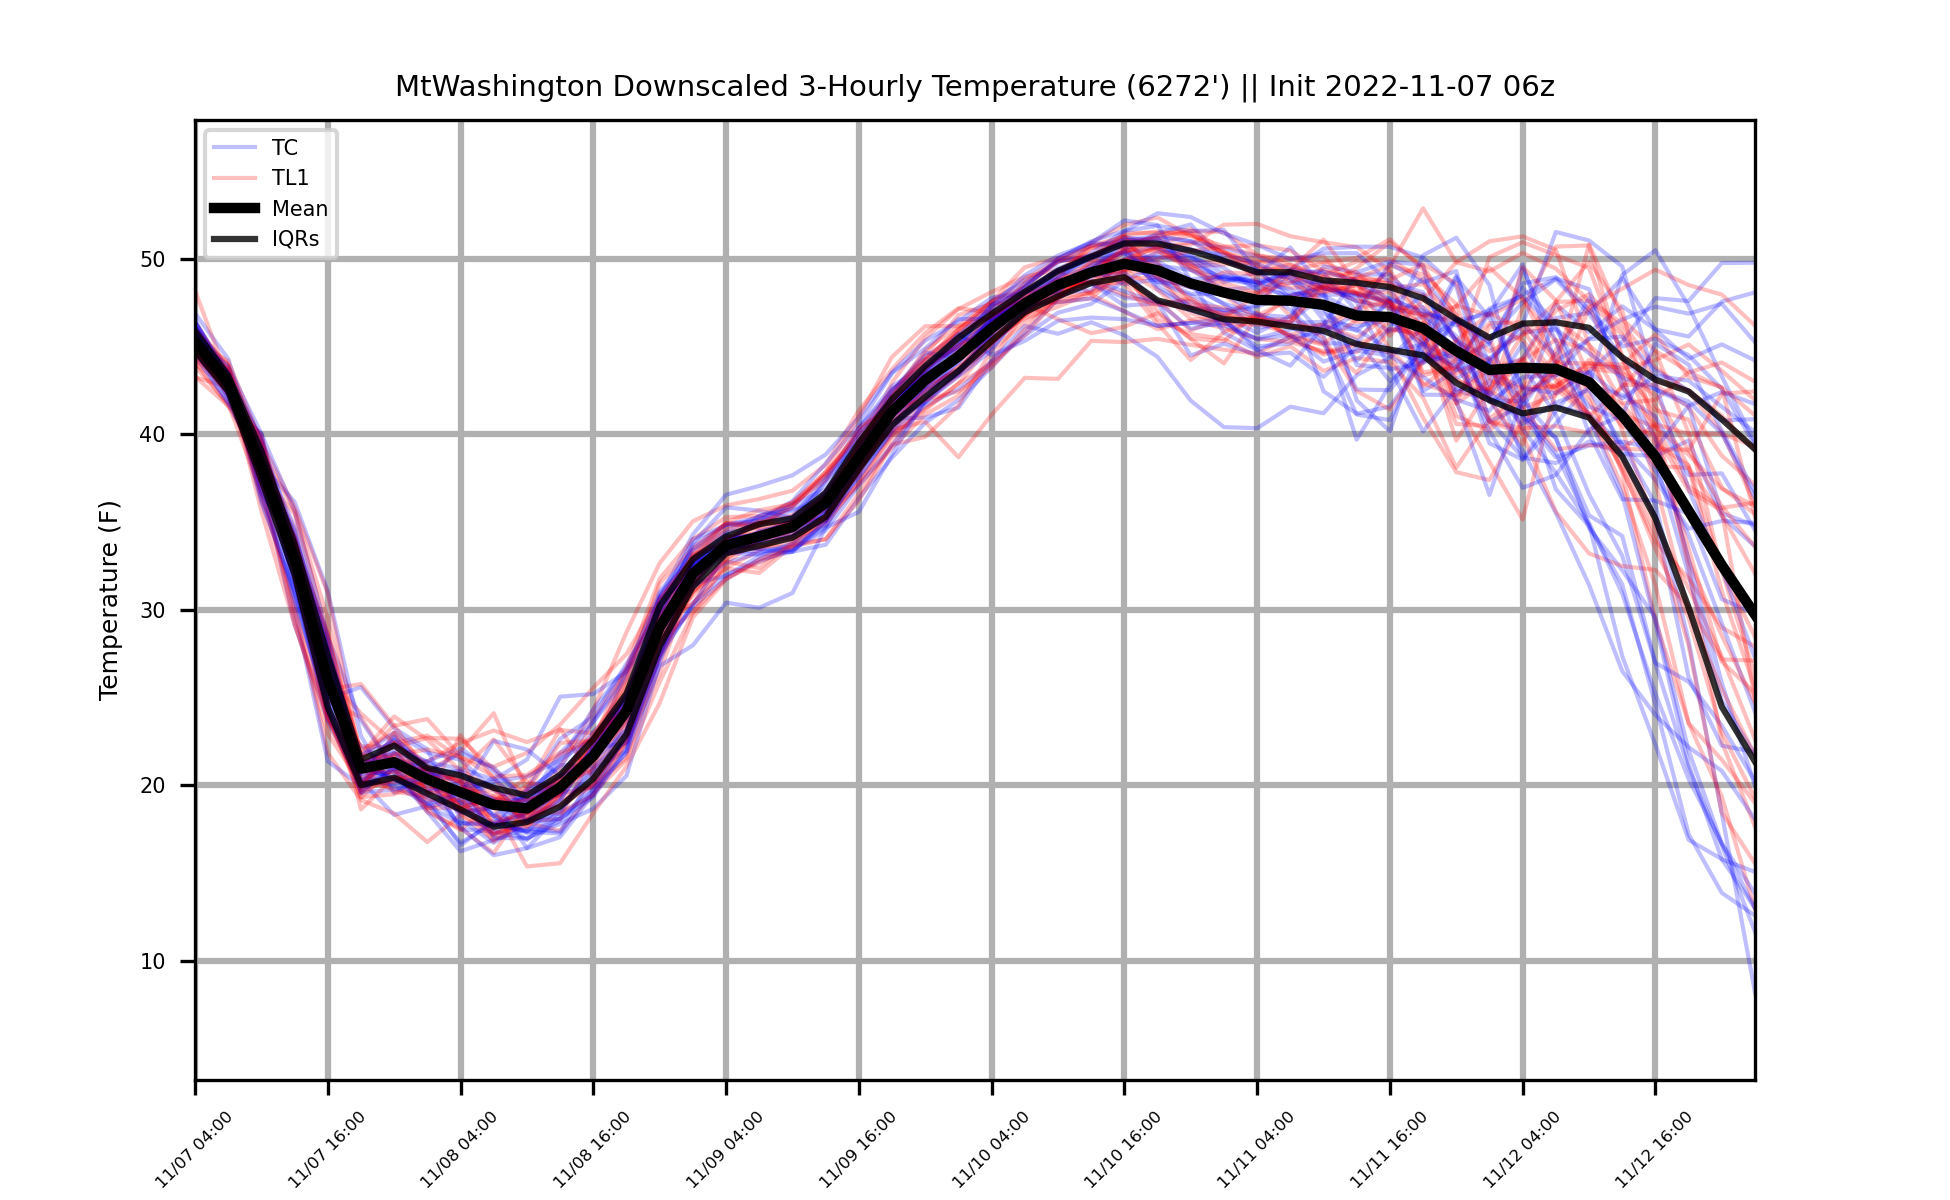 MtWashington Downscaled 3-Hourly Temperature (6272') || Init 2022-11-07 06z
TC
TL1
Mean
IQRs
Temperature (F)
50
40
30
20
10
11/07 04:00
11/07 16:00
11/08 04:00
11/08 16:00
11/09 04:00
11/09 16:00
11/10 04:00
11/10 16:00
11/11 04:00
11/11 16:00
11/12 04:00
11/12 16:00